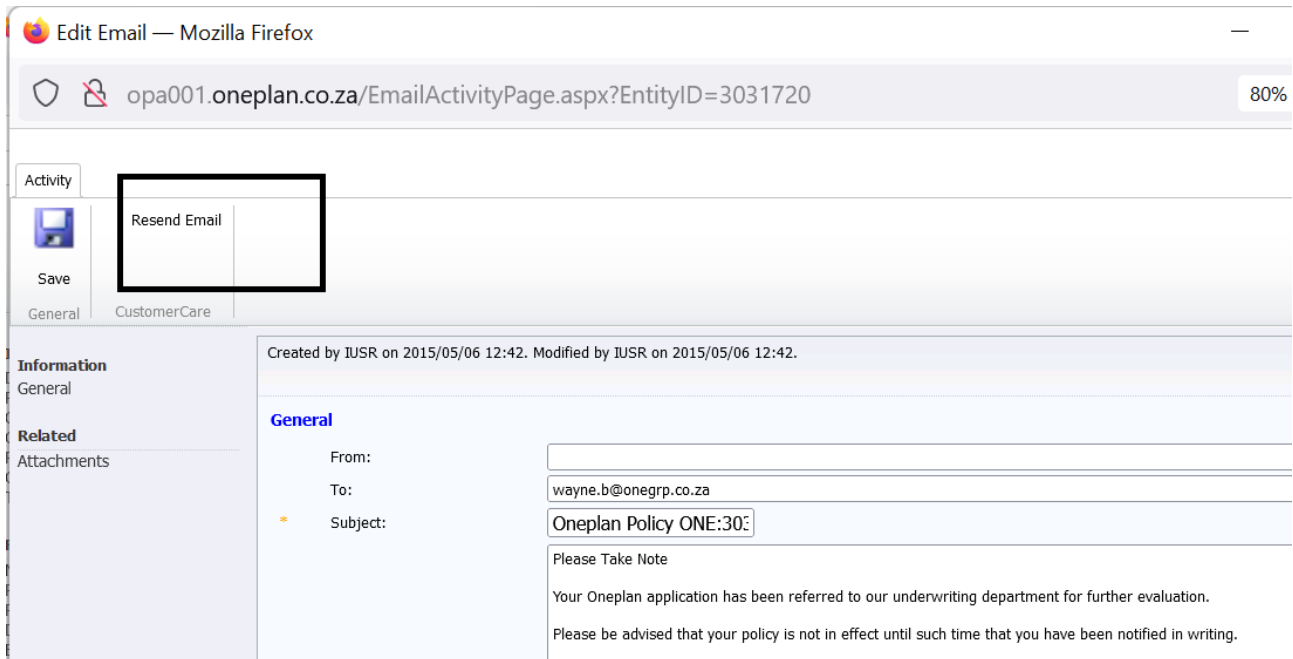 Edit Email — Mozilla Firefox
opa001.oneplan.co.za/EmailActivityPage.aspx?EntityID=3031720
80%
Activity
Resend Email
Save
General
CustomerCare
Information
General
Related
Attachments
Created by IUSR on 2015/05/06 12:42. Modified by IUSR on 2015/05/06 12:42.
General
From:
To:
wayne.b@onegrp.co.za
* Subject:
Oneplan Policy ONE:303
Please Take Note
Your Oneplan application has been referred to our underwriting department for further evaluation.
Please be advised that your policy is not in effect until such time that you have been notified in writing.